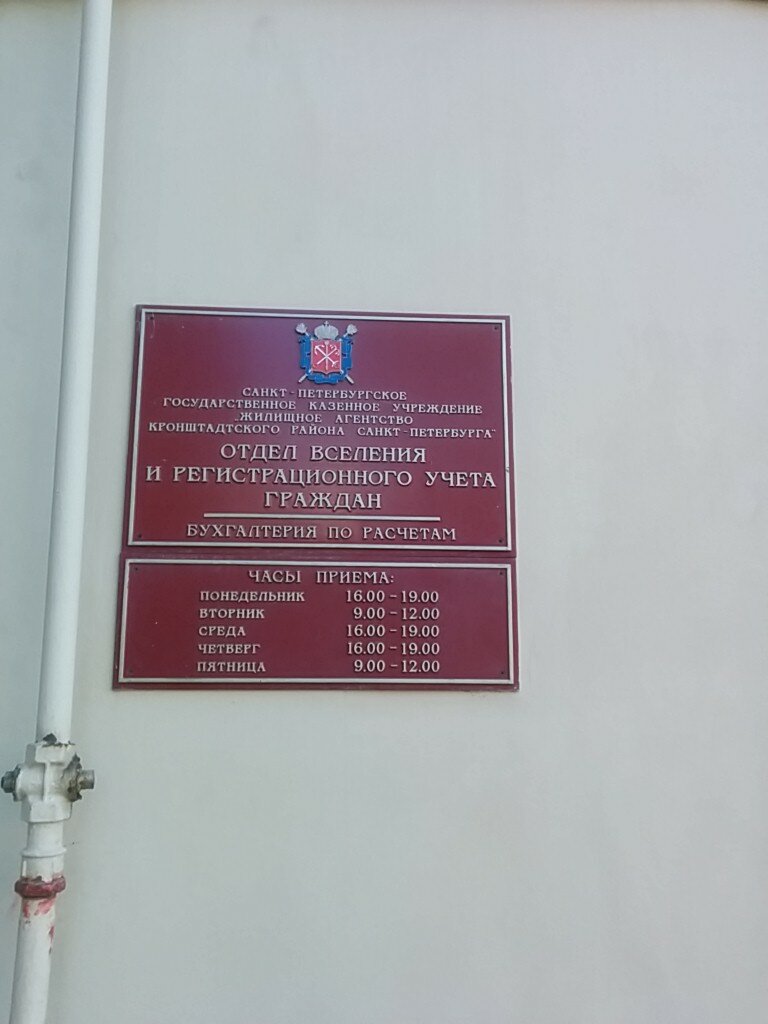 САНКТ-ПЕТЕРБУРГСКОЕ
ГОСУДАРСТВЕННОЕ КАЗЕННОЕ УЧРЕЖДЕНИЕ
„ЖИЛИЩНОЕ АГЕНТСТВО
КРОНШТАДТСКОГО РАЙОНА САНКТ-ПЕТЕРБУРГА"
ОТДЕЛ ВСЕЛЕНИЯ
И РЕГИСТРАЦИОННОГО УЧЕТА
ГРАЖДАН
БУХГАЛТЕРИЯ ПО РАСЧЕТАМ
ЧАСЫ ПРИЕМА:
ПОНЕДЕЛЬНИК 16.00 - 19.00
ВТОРНИК 9.00 - 12.00
СРЕДА 16.00 - 19.00
ЧЕТВЕРГ 16.00 - 19.00
ПЯТНИЦА 9.00 - 12.00